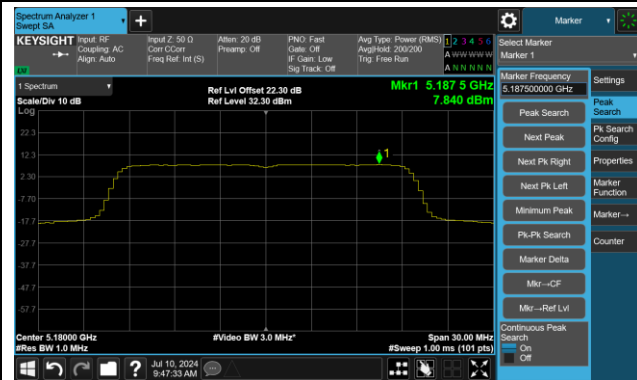 Spectrum Analyzer 1
Swept SA
Marker
KEYSIGHT
Input: RF
Coupling: AC
Align: Auto
Input Z: 50 Ω
Corr CCorr
Freq Ref: Int (S)
Atten: 20 dB
Preamp: Off
PNO: Fast
Gate: Off
IF Gain: Low
Sig Track: Off
Avg Type: Power (RMS)
Avg|Hold: 200/200
Trig: Free Run
1 2 3 4 5 6
A W W W W W
A N N N N N
LXI
Select Marker
Marker 1
1 Spectrum
Scale/Div 10 dB
Ref Lvl Offset 22.30 dB
Ref Level 32.30 dBm
Mkr1 5.187 5 GHz
7.840 dBm
Log
22.3
12.3
2.30
-7.70
-17.7
-27.7
-37.7
-47.7
-57.7
1
Center 5.18000 GHz
#Res BW 1.0 MHz
#Video BW 3.0 MHz*
Span 30.00 MHz
#Sweep 1.00 ms (101 pts)
Marker Frequency
5.187500000 GHz
Peak Search
Next Peak
Next Pk Right
Next Pk Left
Minimum Peak
Pk-Pk Search
Marker Delta
Mkr→CF
Mkr→Ref Lvl
Continuous Peak
Search
On
Off
Settings
Peak
Search
Pk Search
Config
Properties
Marker
Function
Marker→
Counter
Jul 10, 2024
9:47:33 AM